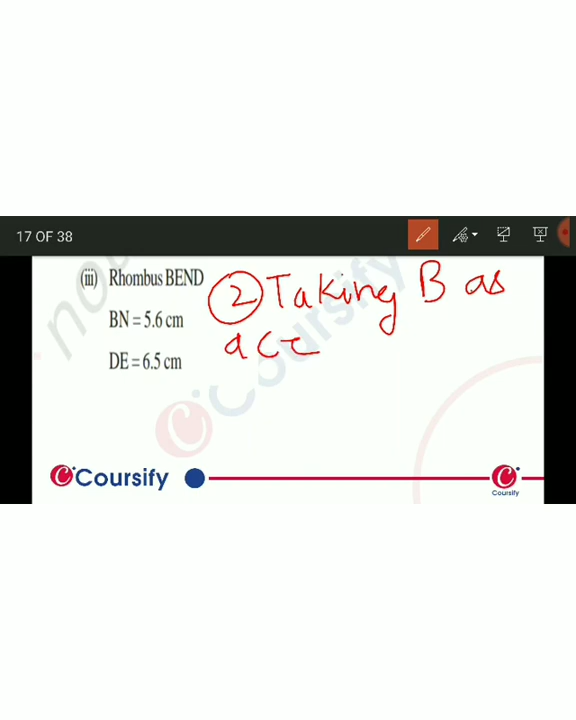 17 OF 38
(iii) Rhombus BEND
BN = 5.6 cm
DE = 6.5 cm
② Taking B as
Coursify
Coursify
Coursify